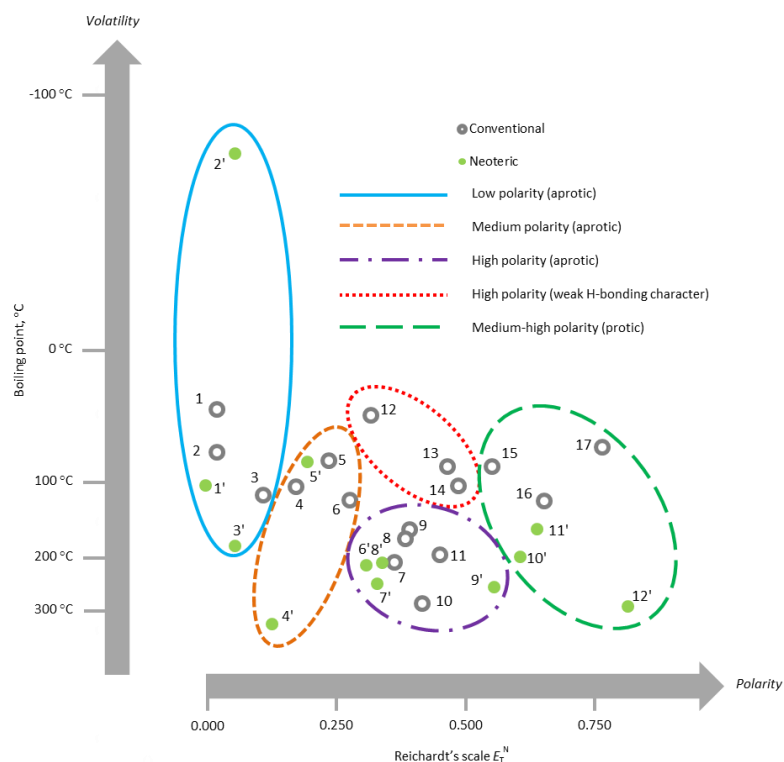 Volatility
-100 °C
Conventional
Neoteric
2'
Low polarity (aprotic)
Medium polarity (aprotic)
High polarity (aprotic)
High polarity (weak H-bonding character)
Medium-high polarity (protic)
Boiling point, °C
0 °C
1
12
2
13
15
17
100 °C
1'
3
4
5'
5
6
14
16
3'
8
9
11'
200 °C
6'
8'
7
11
10'
7'
9'
300 °C
4'
10
12'
Polarity
0.000
0.250
0.500
0.750
Reichardt's scale E_T^N